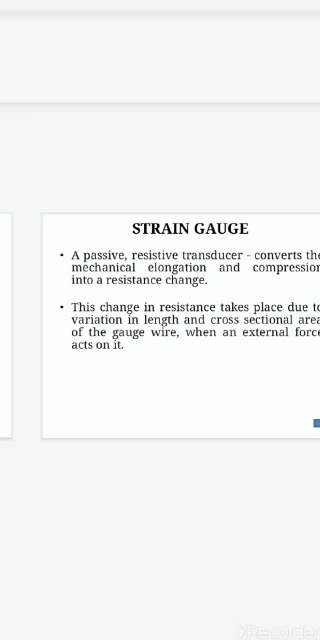 STRAIN GAUGE
• A passive, resistive transducer - converts the
mechanical elongation and compression
into a resistance change.
• This change in resistance takes place due to
variation in length and cross sectional area
of the gauge wire, when an external force
acts on it.